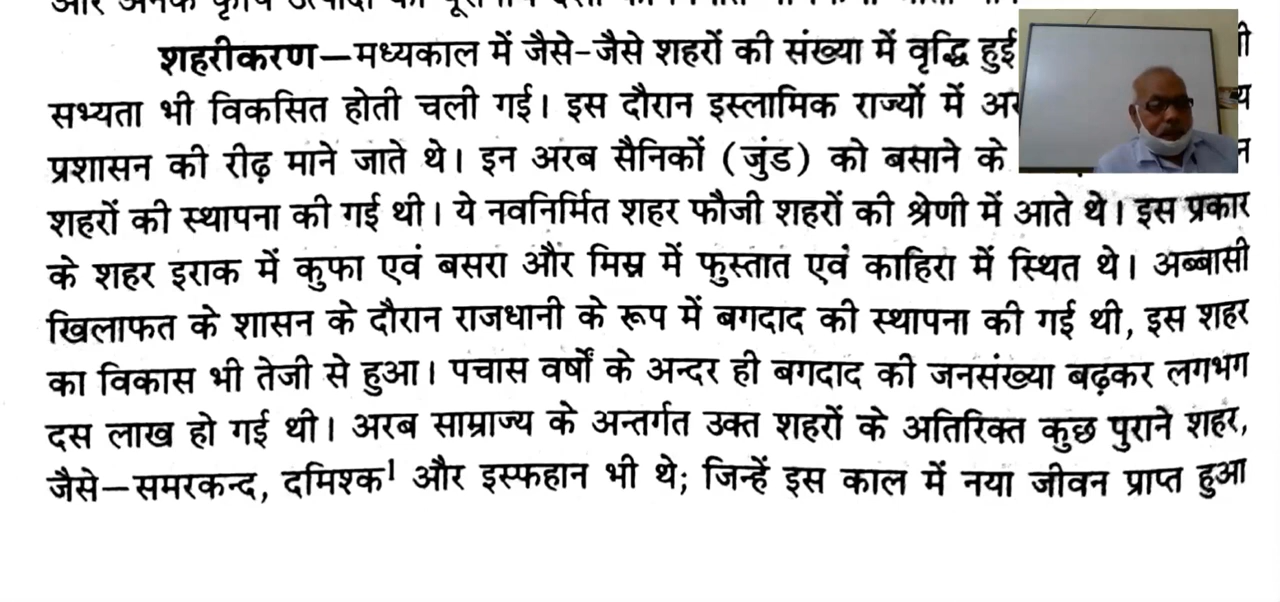 शहरीकरण—मध्यकाल में जैसे-जैसे शहरों की संख्या में वृद्धि हुई
सभ्यता भी विकसित होती चली गई। इस दौरान इस्लामिक राज्यों में
प्रशासन की रीढ़ माने जाते थे। इन अरब सैनिकों (जुंड) को बसाने के
शहरों की स्थापना की गई थी। ये नवनिर्मित शहर फौजी शहरों की श्रेणी में आते थे। इस प्रकार
के शहर इराक में कुफा एवं बसरा और मिस्र में फुस्तात एवं काहिरा में स्थित थे। अब्बासी
खिलाफत के शासन के दौरान राजधानी के रूप में बगदाद की स्थापना की गई थी, इस शहर
का विकास भी तेजी से हुआ। पचास वर्षों के अन्दर ही बगदाद की जनसंख्या बढ़कर लगभग
दस लाख हो गई थी। अरब साम्राज्य के अन्तर्गत उक्त शहरों के अतिरिक्त कुछ पुराने शहर,
जैसे—समरकन्द, दमिश्क¹ और इस्फहान भी थे; जिन्हें इस काल में नया जीवन प्राप्त हुआ